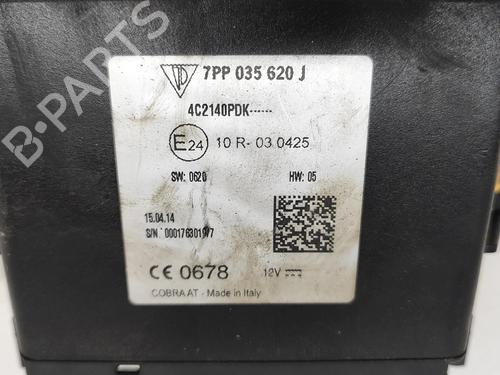 7PP 035 620 J
4C2140PDK------
E24 10 R- 03 0425
SW: 0620 HW: 05
15.04.14
CE 0678 12V
COBRA AT - Made in Italy
B-PARTS